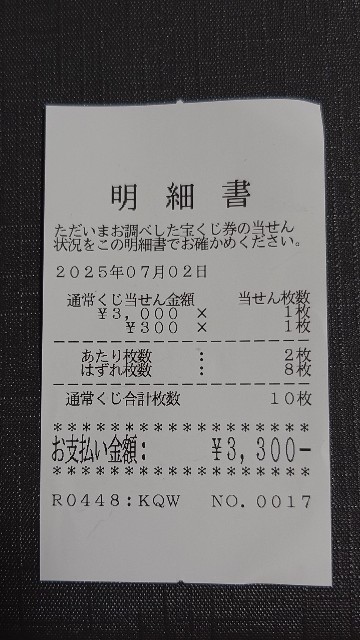 明細書
ただいまお調べした宝くじ券の当せん
状況をこの明細書でお確かめください。
2025年07月02日
通常くじ当せん金額 当せん枚数
¥3,000 × 1枚
¥300 × 1枚
--------------------------------
あたり枚数 : 2枚
はずれ枚数 : 8枚
--------------------------------
通常くじ合計枚数 10枚
* * * * * * * * * * * * * * * * * *
お支払い金額: ¥3,300-
* * * * * * * * * * * * * * * * * *
R0448:KQW NO.0017